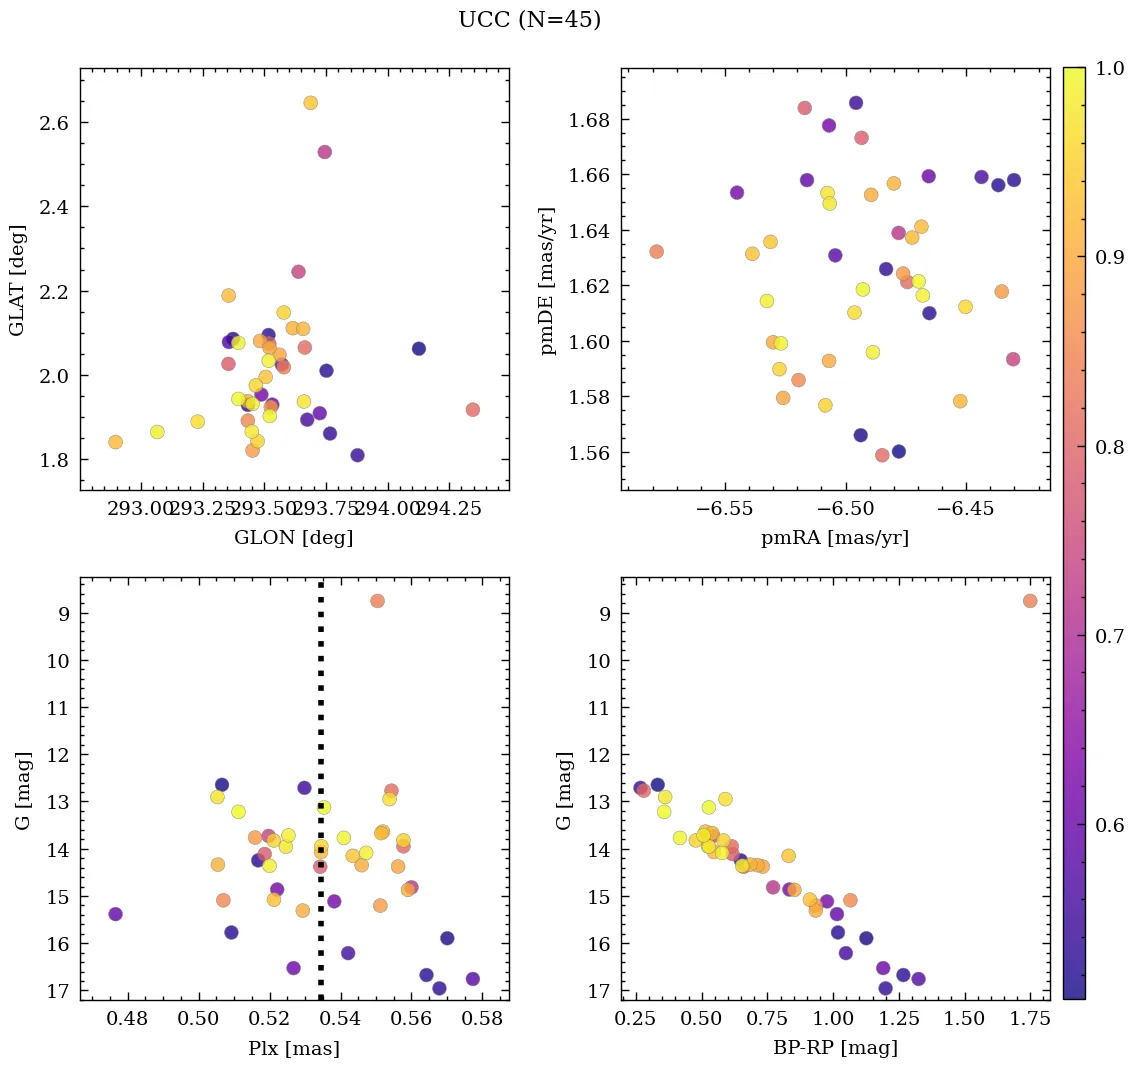 UCC (N=45)
2.6
2.4
2.2
2.0
1.8
GLAT [deg]
293.00 293.25 293.50 293.75 294.00 294.25
GLON [deg]
1.68
1.66
1.64
1.62
1.60
1.58
1.56
pmDE [mas/yr]
−6.55 −6.50 −6.45
pmRA [mas/yr]
9
10
11
12
13
14
15
16
17
G [mag]
0.48 0.50 0.52 0.54 0.56 0.58
Plx [mas]
9
10
11
12
13
14
15
16
17
G [mag]
0.25 0.50 0.75 1.00 1.25 1.50 1.75
BP-RP [mag]
1.0
0.9
0.8
0.7
0.6